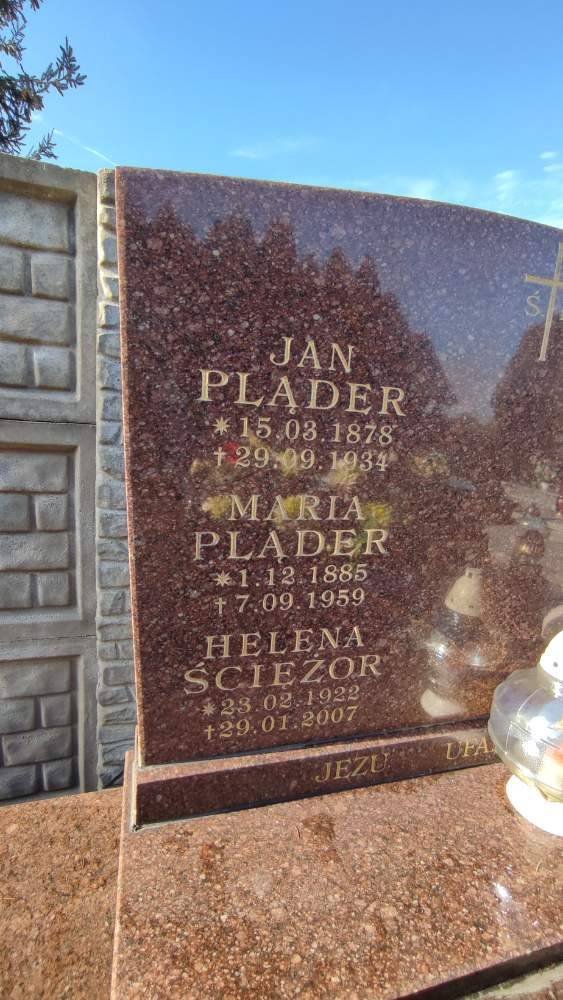 JAN
PLĄDER
* 15.03.1878
† 29.09.1934
MARIA
PLĄDER
* 1.12.1885
† 7.09.1959
HELENA
ŚCIEŻOR
* 23.02.1922
† 29.01.2007
Ś
JEZU UFA